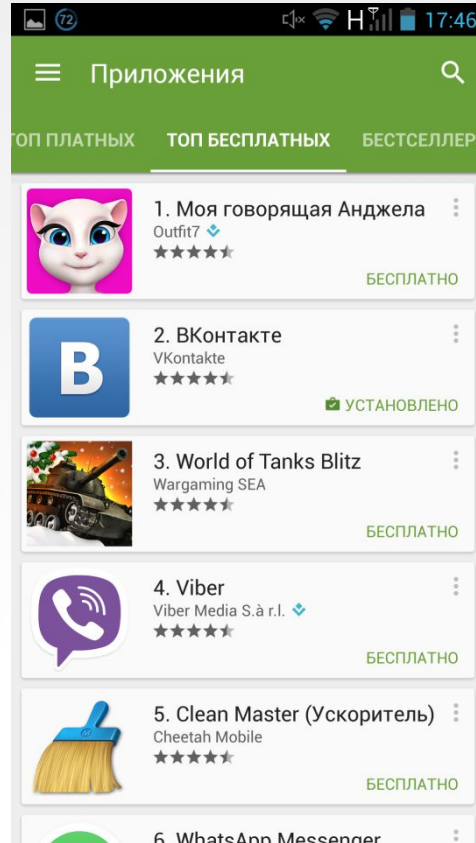 72
H
17:46
Приложения
ТОП ПЛАТНЫХ ТОП БЕСПЛАТНЫХ БЕСТСЕЛЛЕР
1. Моя говорящая Анджела
Outfit7
БЕСПЛАТНО
B
2. ВКонтакте
VKontakte
УСТАНОВЛЕНО
3. World of Tanks Blitz
Wargaming SEA
БЕСПЛАТНО
4. Viber
Viber Media S.à r.l.
БЕСПЛАТНО
5. Clean Master (Ускоритель)
Cheetah Mobile
БЕСПЛАТНО
6. WhatsApp Messenger